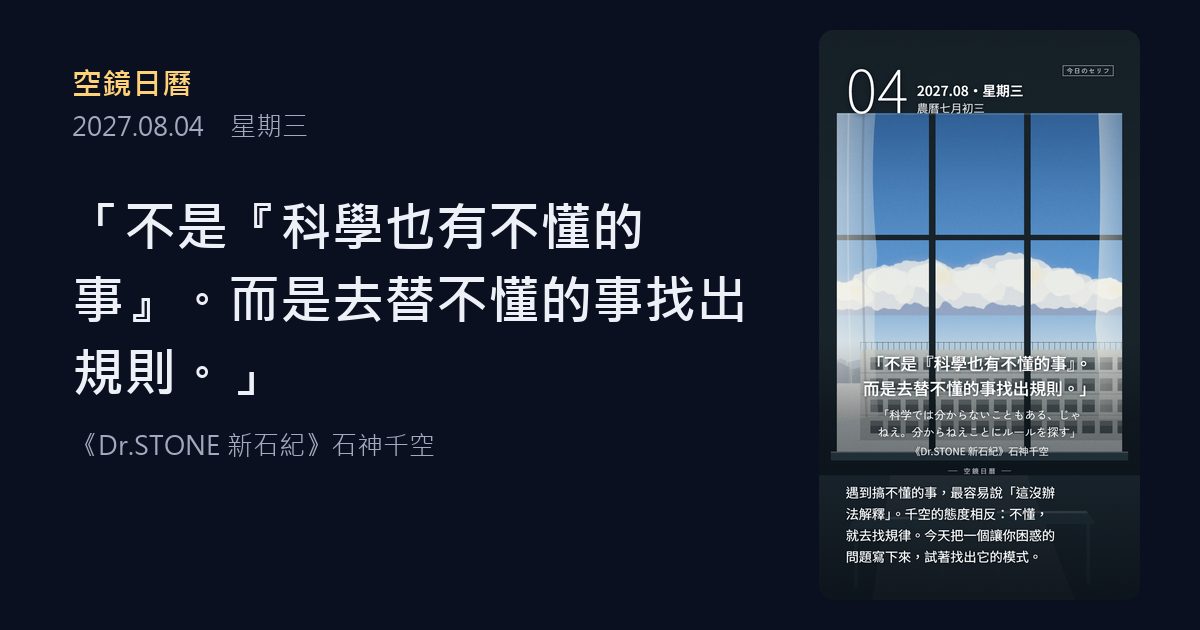 空鏡日曆
2027.08.04　星期三
「不是『科學也有不懂的
事』。而是去替不懂的事找出
規則。」
《Dr.STONE 新石紀》石神千空
今日のセリフ
04
2027.08・星期三
農曆七月初三
「不是『科學也有不懂的事』。
而是去替不懂的事找出規則。」
「科学では分からないこともある、じゃ
ねえ。分からねえことにルールを探す」
《Dr.STONE 新石紀》石神千空
— 空鏡日曆 —
遇到搞不懂的事，最容易說「這沒辦
法解釋」。千空的態度相反：不懂，
就去找規律。今天把一個讓你困惑的
問題寫下來，試著找出它的模式。